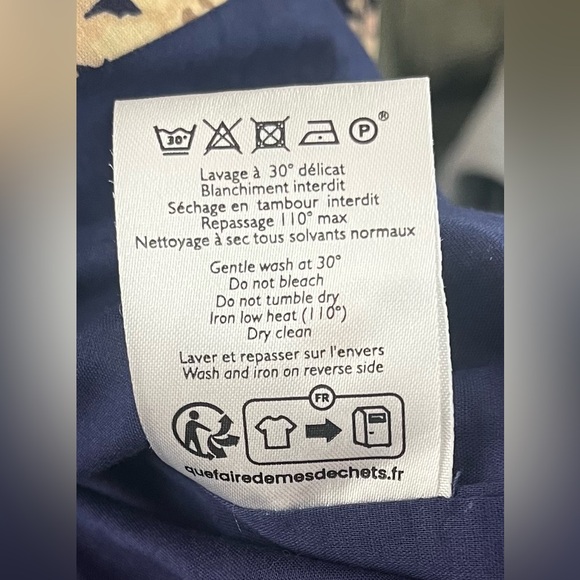 30°
P
®
Lavage à 30° délicat
Blanchiment interdit
Séchage en tambour interdit
Repassage 110° max
Nettoyage à sec tous solvants normaux
Gentle wash at 30°
Do not bleach
Do not tumble dry
Iron low heat (110°)
Dry clean
Laver et repasser sur l'envers
Wash and iron on reverse side
FR
quefairedemesdechets.fr